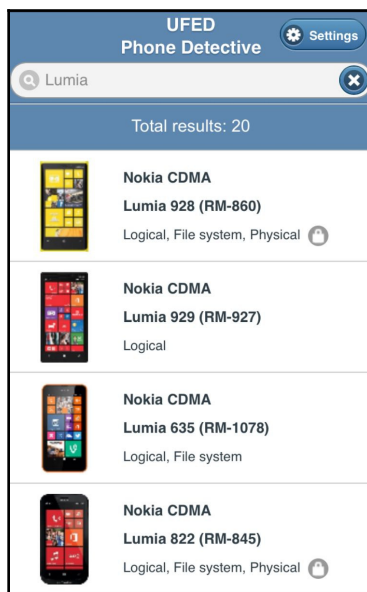 UFED
Phone Detective
Settings
Lumia
Total results: 20
Nokia CDMA
Lumia 928 (RM-860)
Logical, File system, Physical
Nokia CDMA
Lumia 929 (RM-927)
Logical
Nokia CDMA
Lumia 635 (RM-1078)
Logical, File system
Nokia CDMA
Lumia 822 (RM-845)
Logical, File system, Physical